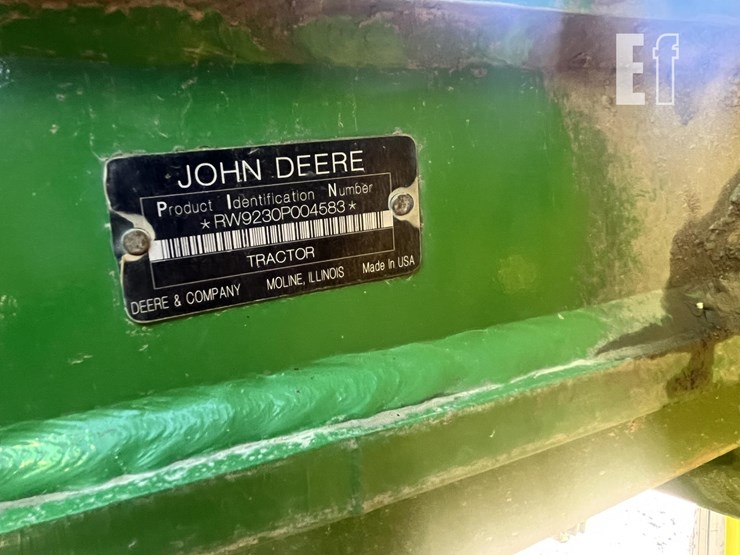 Ef
JOHN DEERE
Product Identification Number
*RW9230P004583*
TRACTOR
DEERE & COMPANY MOLINE, ILLINOIS Made In USA